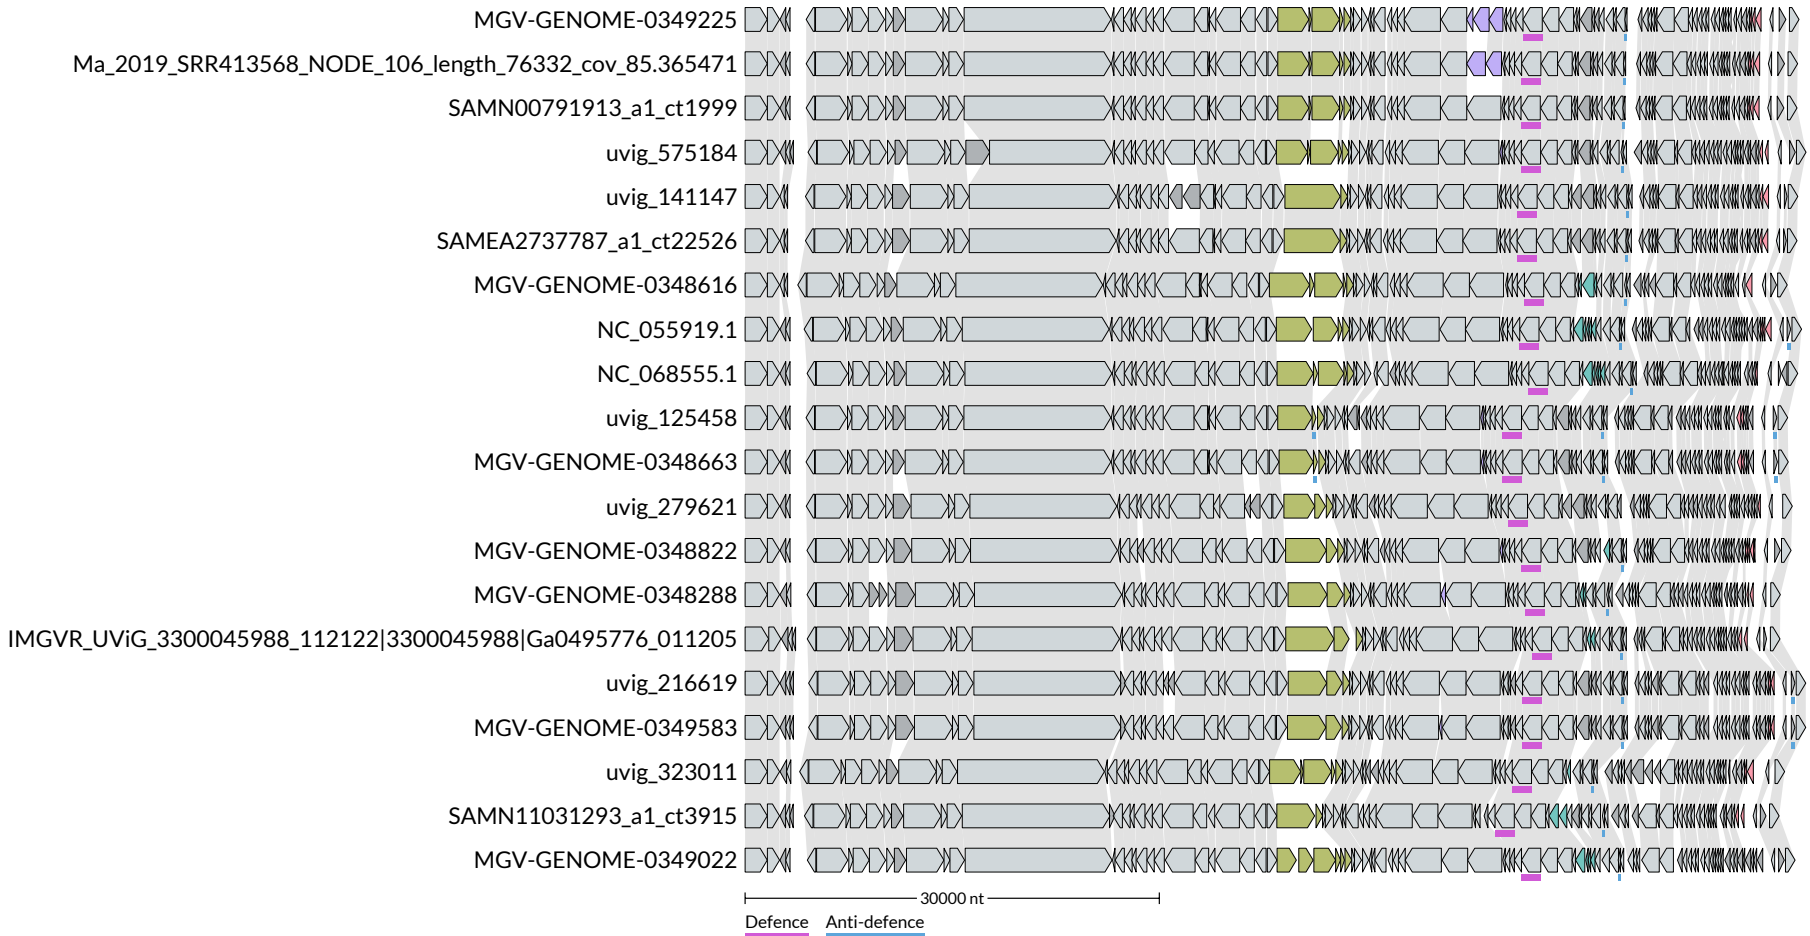 MGV-GENOME-0349225
Ma_2019_SRR413568_NODE_106_length_76332_cov_85.365471
SAMN00791913_a1_ct1999
uvig_575184
uvig_141147
SAMEA2737787_a1_ct22526
MGV-GENOME-0348616
NC_055919.1
NC_068555.1
uvig_125458
MGV-GENOME-0348663
uvig_279621
MGV-GENOME-0348822
MGV-GENOME-0348288
IMGVR_UViG_3300045988_112122|3300045988|Ga0495776_011205
uvig_216619
MGV-GENOME-0349583
uvig_323011
SAMN11031293_a1_ct3915
MGV-GENOME-0349022
30000 nt
Defence Anti-defence